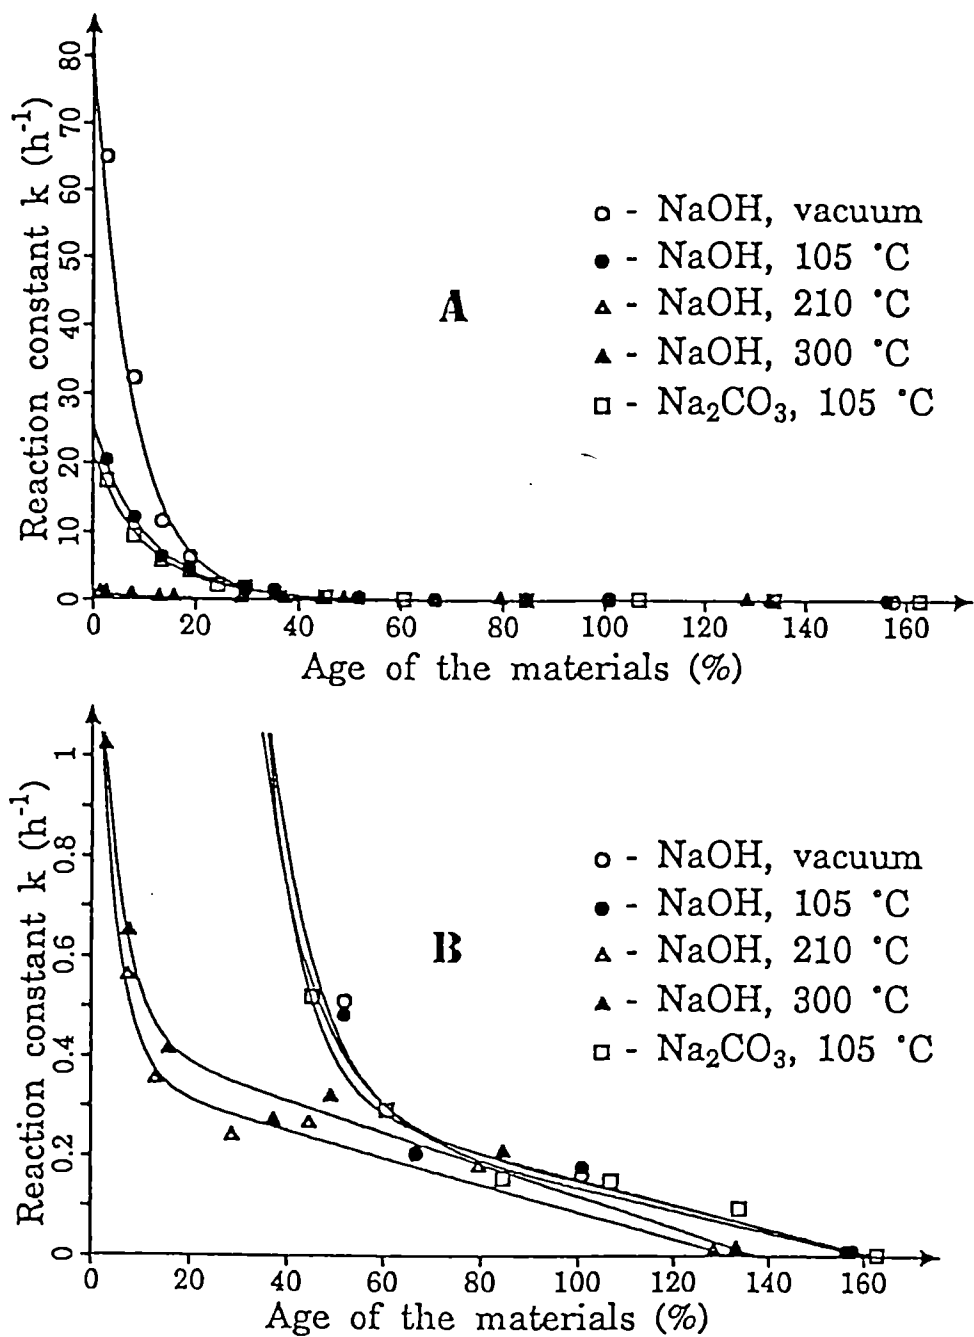 80
70
60
50
40
30
20
10
0
Reaction constant k (h⁻¹)
A
o - NaOH, vacuum
● - NaOH, 105 °C
△ - NaOH, 210 °C
▲ - NaOH, 300 °C
□ - Na₂CO₃, 105 °C
0 20 40 60 80 100 120 140 160
Age of the materials (%)
1
0.8
0.6
0.4
0.2
0
Reaction constant k (h⁻¹)
B
o - NaOH, vacuum
● - NaOH, 105 °C
△ - NaOH, 210 °C
▲ - NaOH, 300 °C
□ - Na₂CO₃, 105 °C
0 20 40 60 80 100 120 140 160
Age of the materials (%)